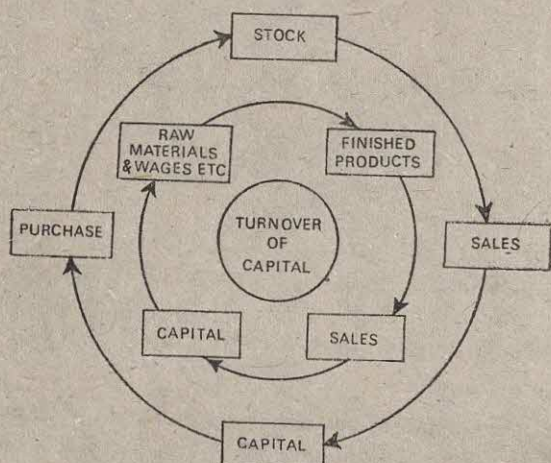 STOCK
RAW
MATERIALS
& WAGES ETC
FINISHED
PRODUCTS
PURCHASE
TURNOVER
OF
CAPITAL
SALES
CAPITAL
SALES
CAPITAL